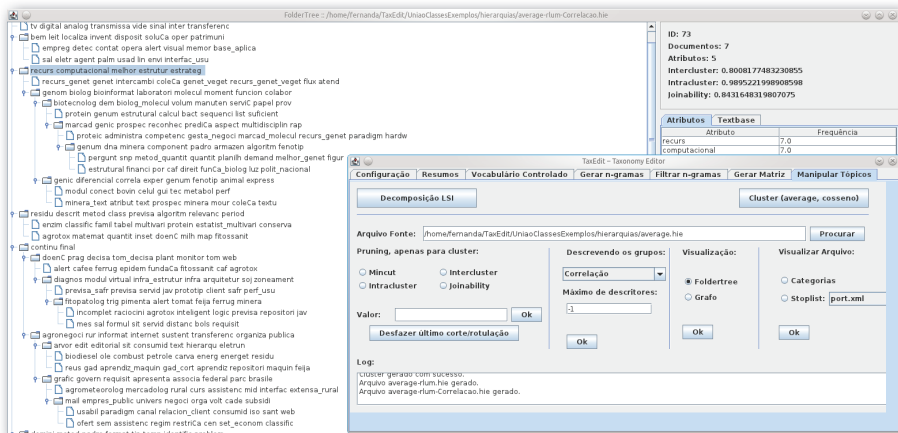 FolderTree :: /home/fernanda/TaxEdit/UniaoClassesExemplos/hierarquias/average-rlum-Correlacao.hie
tv digital analog transmissa vide sinal inter transferenc
bem leit localiza invent disposit soluCa oper patrimuni
empreg detec contat opera alert visual memor base_aplica
sal eletr agent palm usad lin envi interfac_usu
recurs computacional melhor estrutur estrateg
recurs_genet genet intercambi coleCa genet_veget recurs_genet_veget flux atend
genom biolog bioinformat laboratori molecul moment funcion colabor
biotecnolog dem biolog_molecul volum manuten serviC papel prov
protein genum estrutural calcul bact sequenci list suficient
marcad genic prospec reconhec prediCa aspect multidisciplin rap
proteic administra competenc gesta_negoci marcad_molecul recurs_genet paradigm hardw
genum dna minera component padro armazen algoritm fenotip
pergunt snp metod_quantit quantit planilh demand melhor_genet figur
estrutural financi por caf direit funCa_biolog luz polit_nacional
genic diferencial correla exper genum fenotip animal express
modul conect bovin celul gui tec metabol perf
minera_text atribut text prospec minera mour coleCa textu
residu descrit metod class previsa algoritm relevanc period
enzim classific famil tabel multivari protein estatist_multivari conserva
agrotox matemat quantit inset doenC milh map fitossanit
continu final
doenC prag decisa tom_decisa plant monitor tom web
alert cafee ferrug epidem fundaCa fitossanit caf agrotox
diagnos modul virtual infra_estrutur infra arquitetur soj zoneament
previsa_safr previsa servid jav prototip client safr perf_usu
fitopatolog trig pimenta alert tomat feija ferrug minera
incomplet raciocini agrotox inteligent logic previsa repositori jav
mes sal formul sit servid distanc bols requisit
agronegoci rur informat internet sustent transferenc organiza publica
arvor edit editorial sit consumid text hierarqu eletrun
biodiesel ole combust petrole carva energ energet residu
reus gad aprendiz_maquin gad_cort aprendiz repositori maquin feija
grafic govern requisit apresenta associa federal parc brasile
agrometeorolog mercadolog rural curs assistenc mid interfac extensa_rural
mail empres_public univers negoci orga volt cade subsidi
usabil paradigm canal relacion_client consumid iso sant web
ofert sem assistenc regim restriCa cen set_econom classific
ID: 73
Documentos: 7
Atributos: 5
Intercluster: 0.8008177483230855
Intracluster: 0.9895221998908598
Joinability: 0.8431648319807075
Atributos Textbase
Atributo Frequência
recurs 7.0
computacional 7.0
TaxEdit - Taxonomy Editor
Configuração Resumos Vocabulário Controlado Gerar n-gramas Filtrar n-gramas Gerar Matriz Manipular Tópicos
Decomposição LSI Cluster (average, cosseno)
Arquivo Fonte: /home/fernanda/TaxEdit/UniaoClassesExemplos/hierarquias/average.hie Procurar
Pruning, apenas para cluster: Descrevendo os grupos: Visualização: Visualizar Arquivo:
Mincut Intercluster Correlação Foldertree Categorias
Intracluster Joinability Máximo de descritores: Grafo Stoplist: port.xml
-1
Valor: Ok
Desfazer último corte/rotulação Ok Ok Ok
Log:
Cluster gerado com sucesso.
Arquivo average-rlum.hie gerado.
Arquivo average-rlum-Correlacao.hie gerado.